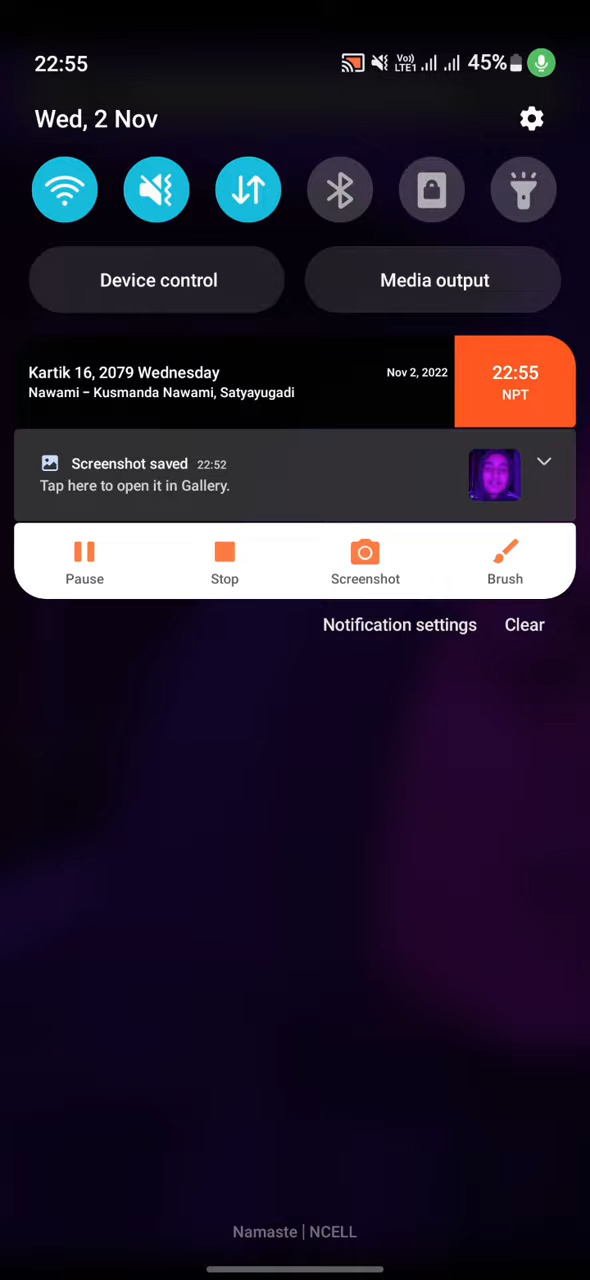 22:55
Vo) LTE1
45%
Wed, 2 Nov
Device control
Media output
Kartik 16, 2079 Wednesday
Nov 2, 2022
22:55
Nawami - Kusmanda Nawami, Satyayugadi
NPT
Screenshot saved 22:52
Tap here to open it in Gallery.
Pause
Stop
Screenshot
Brush
Notification settings
Clear
Namaste | NCELL